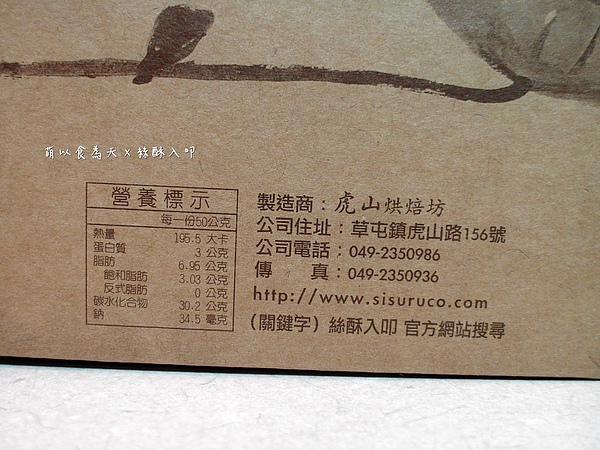 萌以食為天 X 絲酥入叩
營養標示
每一份50公克
熱量 195.5 大卡
蛋白質 3 公克
脂肪 6.95 公克
飽和脂肪 3.03 公克
反式脂肪 0 公克
碳水化合物 30.2 公克
鈉 34.5 毫克
製造商：虎山烘焙坊
公司住址：草屯鎮虎山路156號
公司電話：049-2350986
傳　真：049-2350936
http://www.sisuruco.com
（關鍵字）絲酥入叩 官方網站搜尋